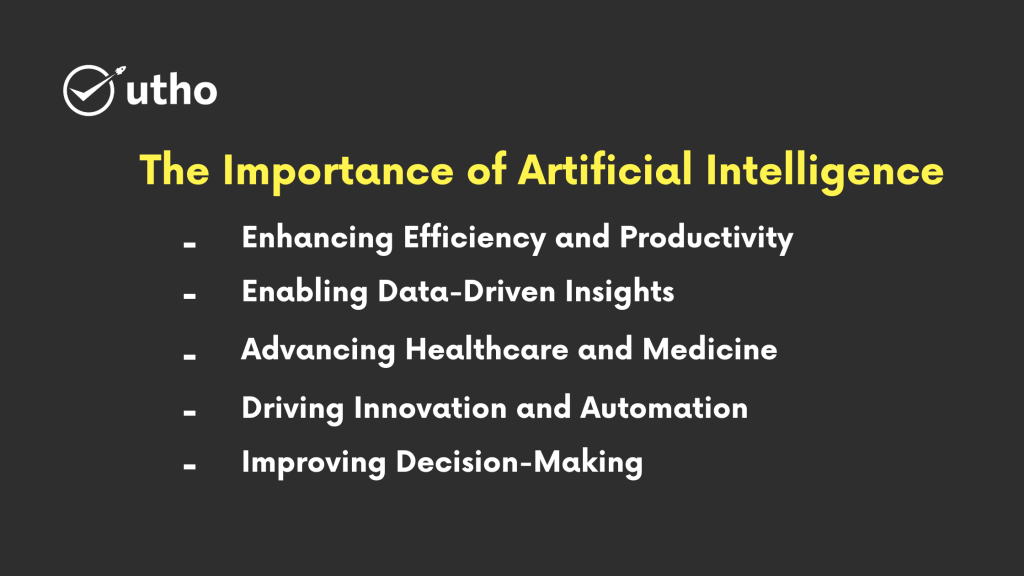 utho
The Importance of Artificial Intelligence
- Enhancing Efficiency and Productivity
- Enabling Data-Driven Insights
- Advancing Healthcare and Medicine
- Driving Innovation and Automation
- Improving Decision-Making